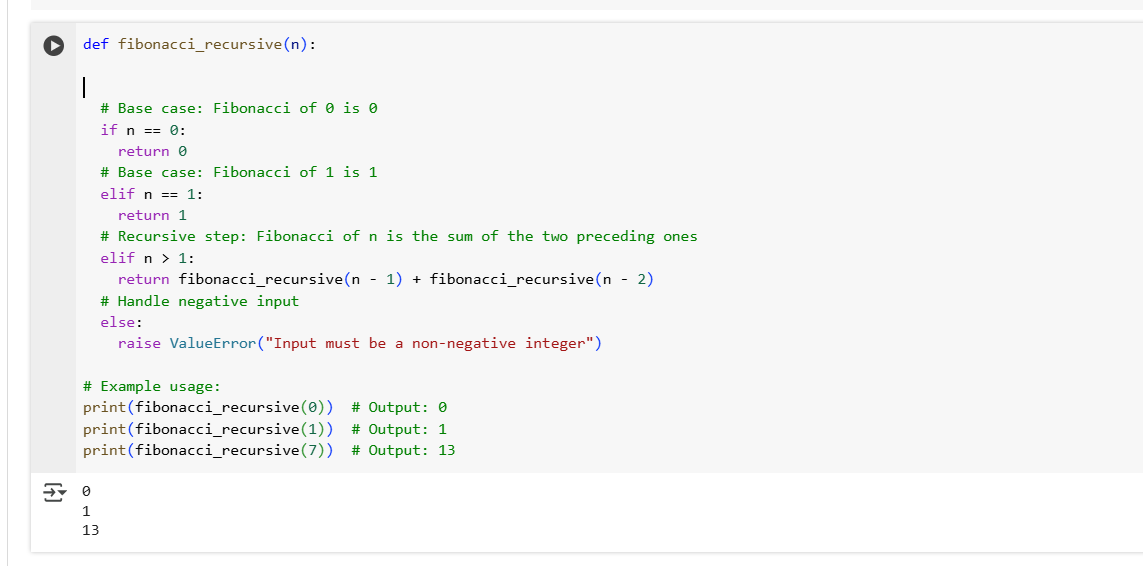 def fibonacci_recursive(n):
  # Base case: Fibonacci of 0 is 0
  if n == 0:
    return 0
  # Base case: Fibonacci of 1 is 1
  elif n == 1:
    return 1
  # Recursive step: Fibonacci of n is the sum of the two preceding ones
  elif n > 1:
    return fibonacci_recursive(n - 1) + fibonacci_recursive(n - 2)
  # Handle negative input
  else:
    raise ValueError("Input must be a non-negative integer")
# Example usage:
print(fibonacci_recursive(0))  # Output: 0
print(fibonacci_recursive(1))  # Output: 1
print(fibonacci_recursive(7))  # Output: 13
0
1
13